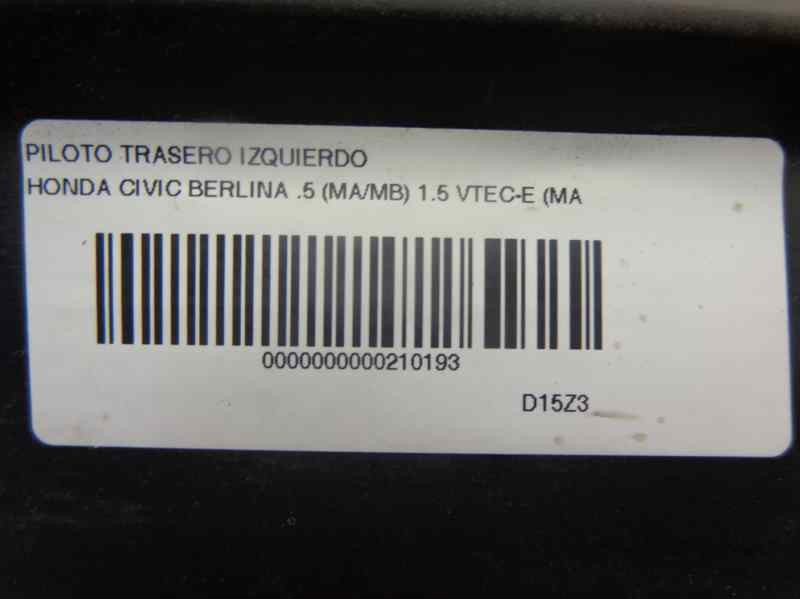 PILOTO TRASERO IZQUIERDO
HONDA CIVIC BERLINA .5 (MA/MB) 1.5 VTEC-E (MA
0000000000210193
D15Z3